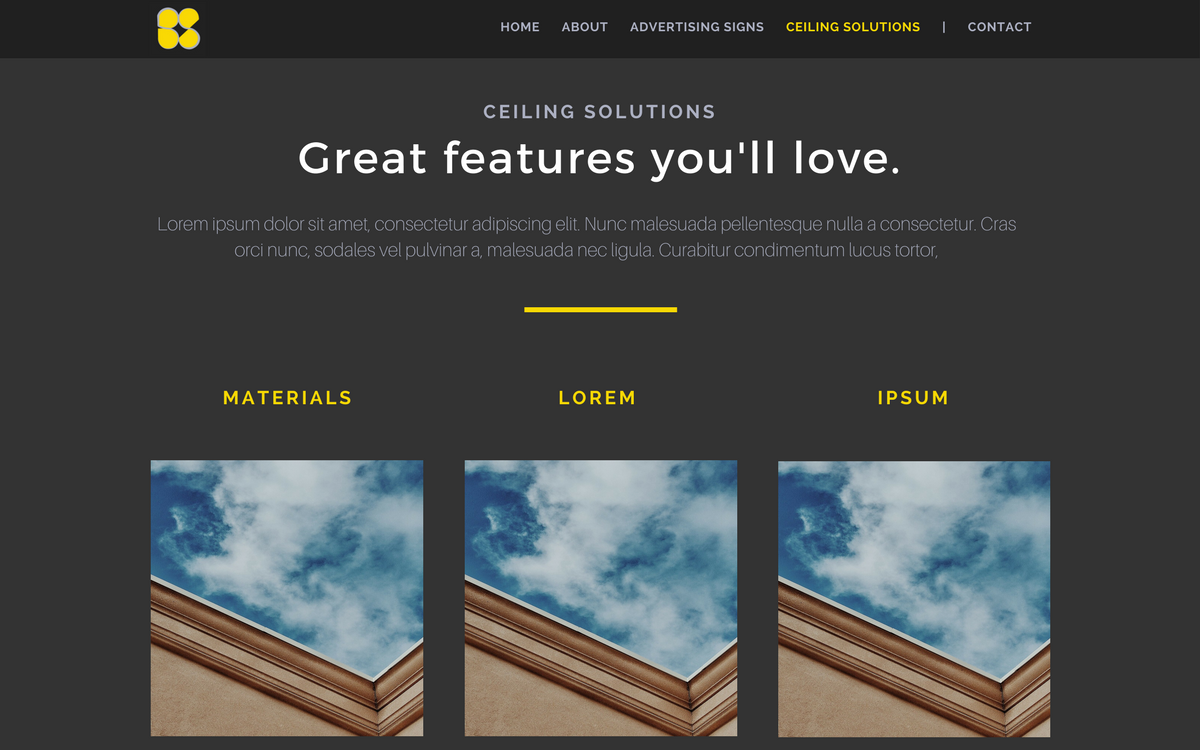 HOME ABOUT ADVERTISING SIGNS CEILING SOLUTIONS | CONTACT
CEILING SOLUTIONS
Great features you'll love.
Lorem ipsum dolor sit amet, consectetur adipiscing elit. Nunc malesuada pellentesque nulla a consectetur. Cras
orci nunc, sodales vel pulvinar a, malesuada nec ligula. Curabitur condimentum lucus tortor,
MATERIALS LOREM IPSUM